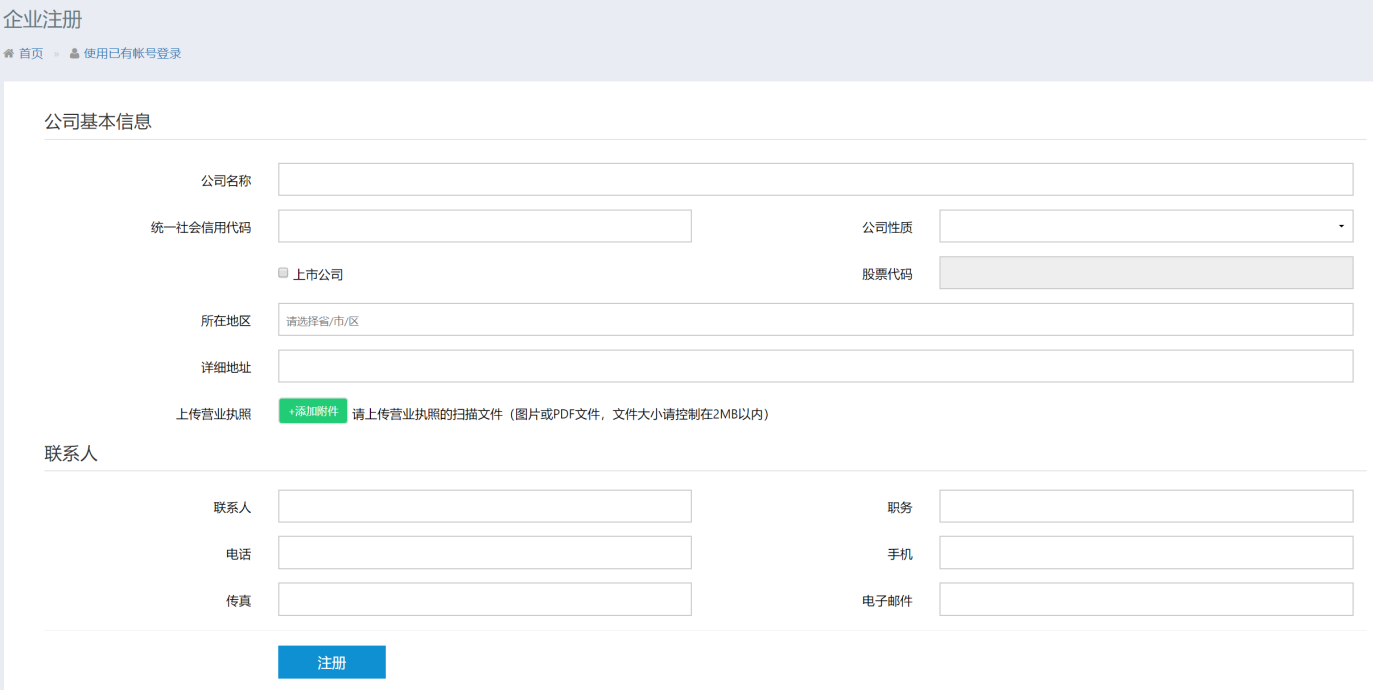 企业注册
首页 » 使用已有帐号登录
公司基本信息
公司名称
统一社会信用代码 公司性质
上市公司 股票代码
所在地区 请选择省/市/区
详细地址
上传营业执照 +添加附件 请上传营业执照的扫描文件（图片或PDF文件，文件大小请控制在2MB以内）
联系人
联系人 职务
电话 手机
传真 电子邮件
注册